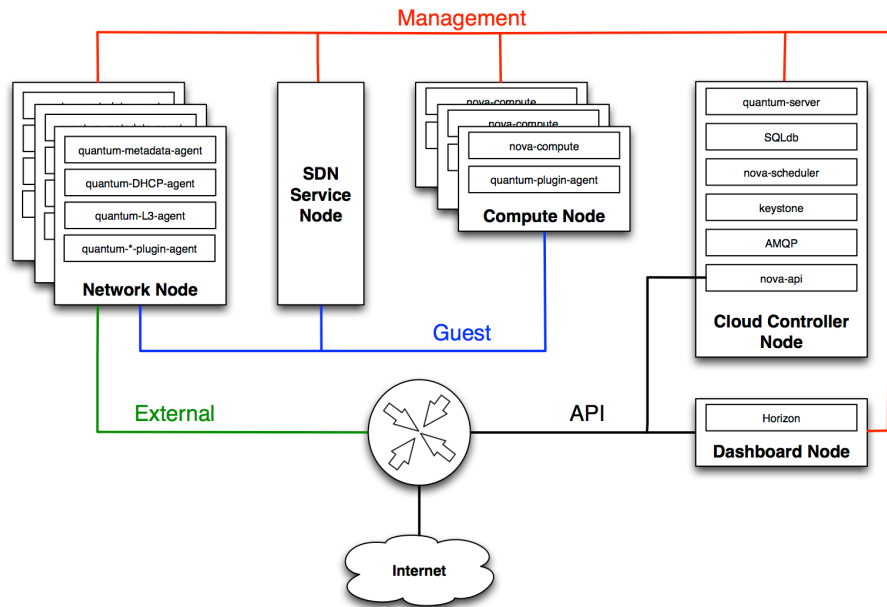 Management
quantum-metadata-agent
quantum-DHCP-agent
quantum-L3-agent
quantum-*-plugin-agent
Network Node
SDN
Service
Node
nova-compute
nova-compute
nova-compute
quantum-plugin-agent
Compute Node
quantum-server
SQLdb
nova-scheduler
keystone
AMQP
nova-api
Cloud Controller
Node
Guest
External
API
Horizon
Dashboard Node
Internet